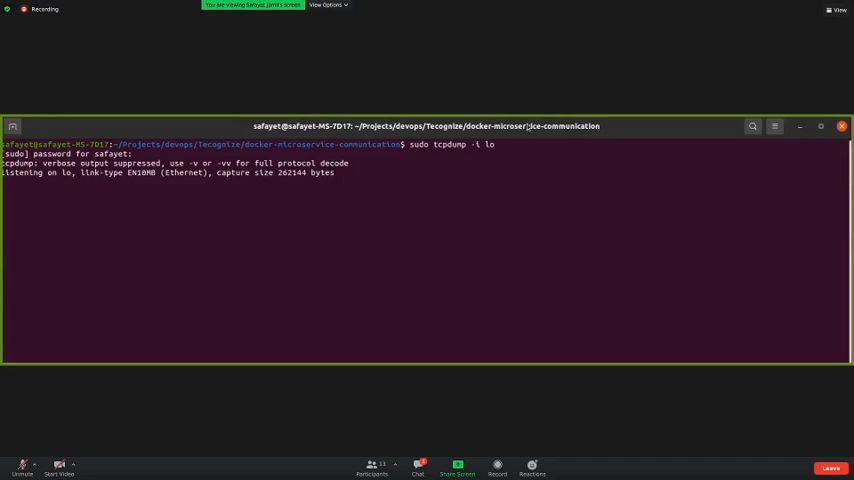 Recording
You are viewing Safayet Jamil's screen
View Options
View
safayet@safayet-MS-7D17: ~/Projects/devops/Tecognize/docker-microservice-communication
safayet@safayet-MS-7D17:~/Projects/devops/Tecognize/docker-microservice-communication$ sudo tcpdump -i lo
[sudo] password for safayet:
tcpdump: verbose output suppressed, use -v or -vv for full protocol decode
listening on lo, link-type EN10MB (Ethernet), capture size 262144 bytes
Unmute
Start Video
13
Participants
Chat
Share Screen
Record
Reactions
Leave